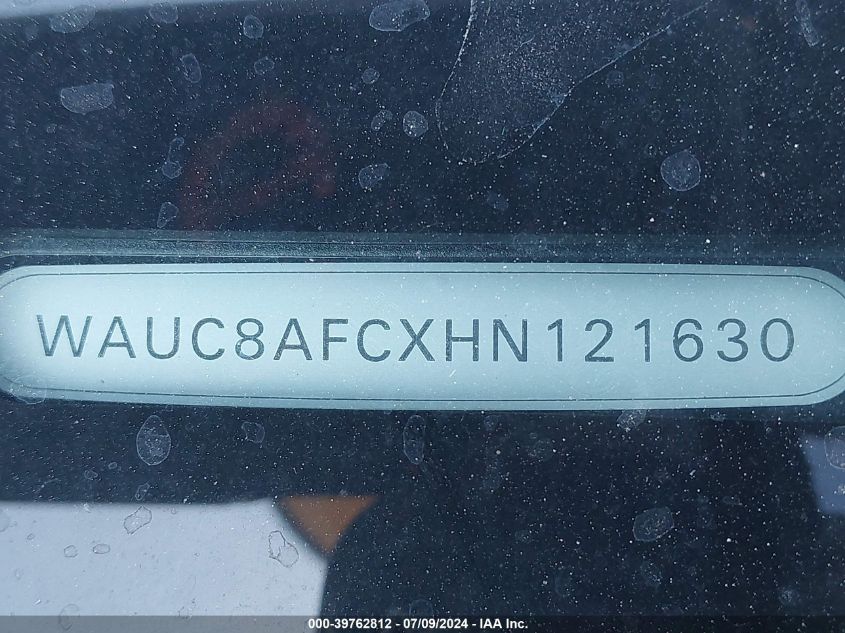 WAUC8AFCXHN121630
000-39762812 - 07/09/2024 - IAA Inc.